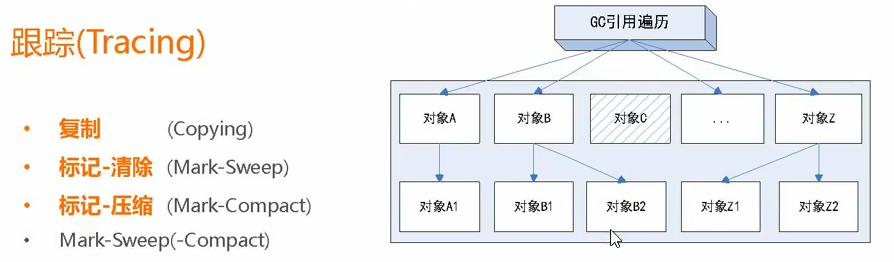 跟踪(Tracing)
• 复制 (Copying)
• 标记-清除 (Mark-Sweep)
• 标记-压缩 (Mark-Compact)
• Mark-Sweep(-Compact)
GC引用遍历
对象A 对象B 对象C ... 对象Z
对象A1 对象B1 对象B2 对象Z1 对象Z2